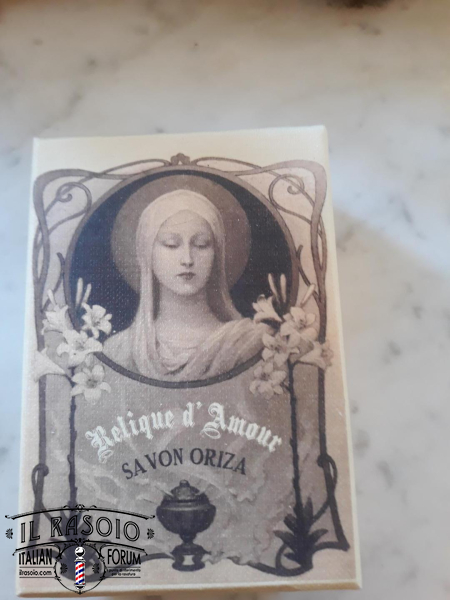 Relique d'Amour
SAVON ORIZA
IL RASOIO
ITALIAN FORUM
ilrasoio.com